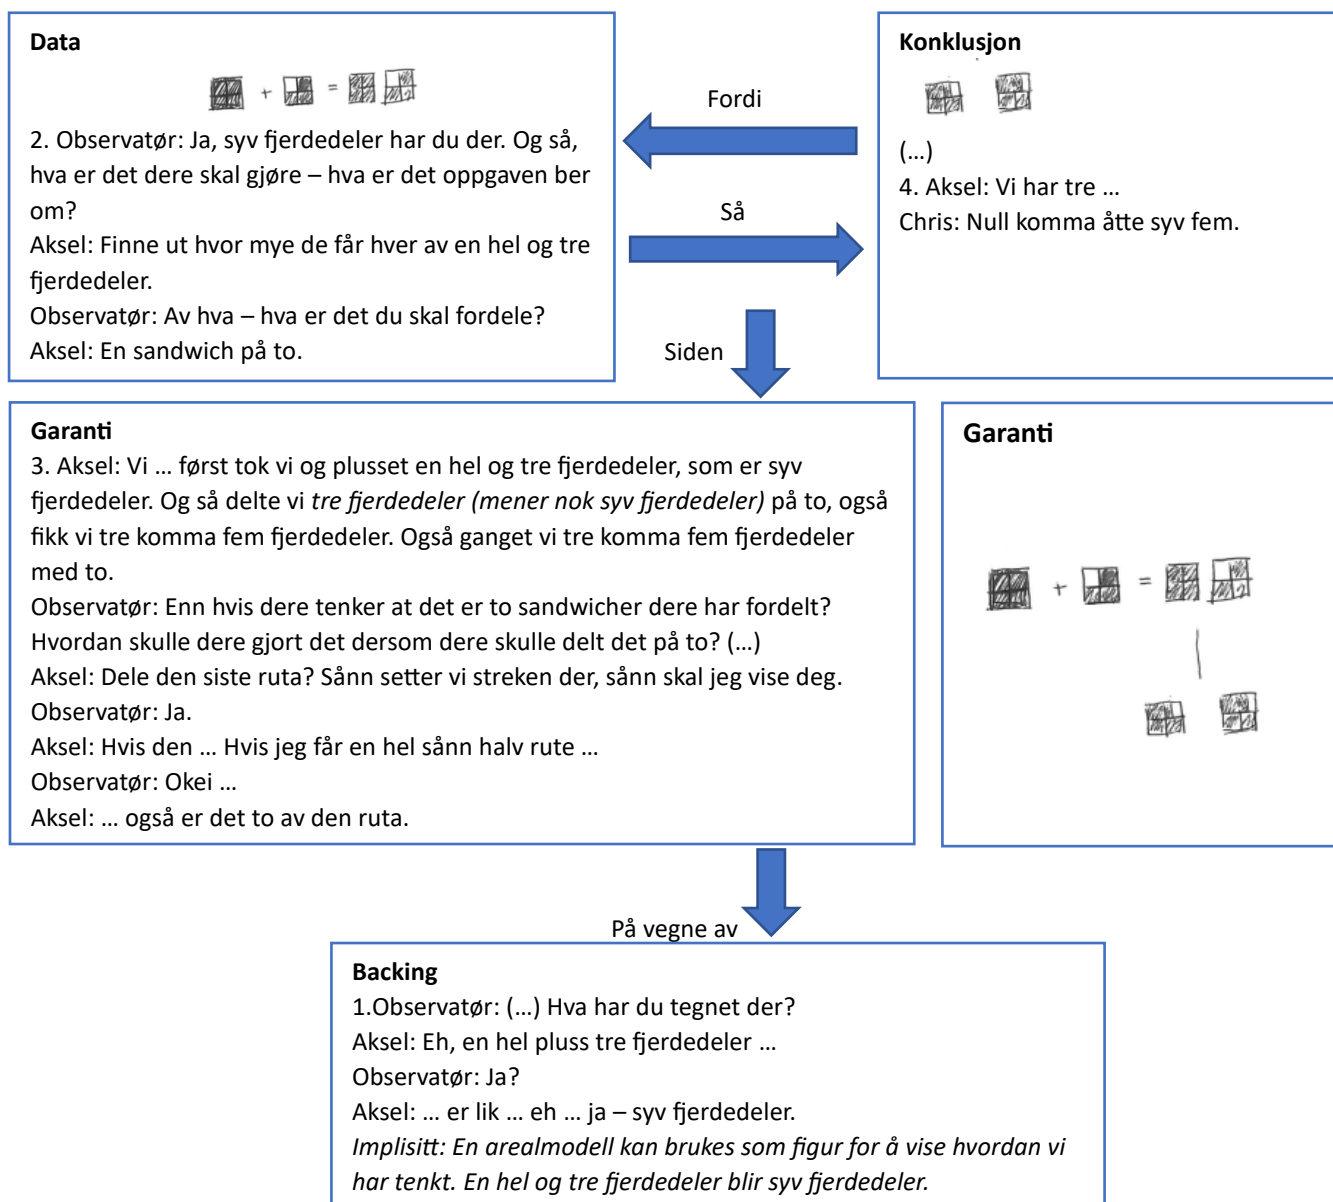 Data
+ =
2. Observatør: Ja, syv fjerdedeler har du der. Og så,
hva er det dere skal gjøre – hva er det oppgaven ber
om?
Aksel: Finne ut hvor mye de får hver av en hel og tre
fjerdedeler.
Observatør: Av hva – hva er det du skal fordele?
Aksel: En sandwich på to.
Fordi
Så
Siden
Konklusjon
(…)
4. Aksel: Vi har tre …
Chris: Null komma åtte syv fem.
Garanti
3. Aksel: Vi … først tok vi og plusset en hel og tre fjerdedeler, som er syv
fjerdedeler. Og så delte vi tre fjerdedeler (mener nok syv fjerdedeler) på to, også
fikk vi tre komma fem fjerdedeler. Også ganget vi tre komma fem fjerdedeler
med to.
Observatør: Enn hvis dere tenker at det er to sandwicher dere har fordelt?
Hvordan skulle dere gjort det dersom dere skulle delt det på to? (…)
Aksel: Dele den siste ruta? Sånn setter vi streken der, sånn skal jeg vise deg.
Observatør: Ja.
Aksel: Hvis den … Hvis jeg får en hel sånn halv rute …
Observatør: Okei …
Aksel: … også er det to av den ruta.
Garanti
+ =
På vegne av
Backing
1.Observatør: (…) Hva har du tegnet der?
Aksel: Eh, en hel pluss tre fjerdedeler …
Observatør: Ja?
Aksel: … er lik … eh … ja – syv fjerdedeler.
Implisitt: En arealmodell kan brukes som figur for å vise hvordan vi
har tenkt. En hel og tre fjerdedeler blir syv fjerdedeler.